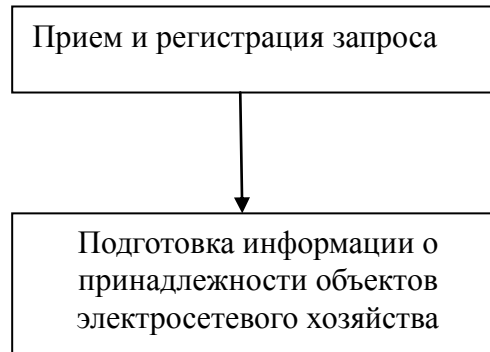 Прием и регистрация запроса
Подготовка информации о
принадлежности объектов
электросетевого хозяйства